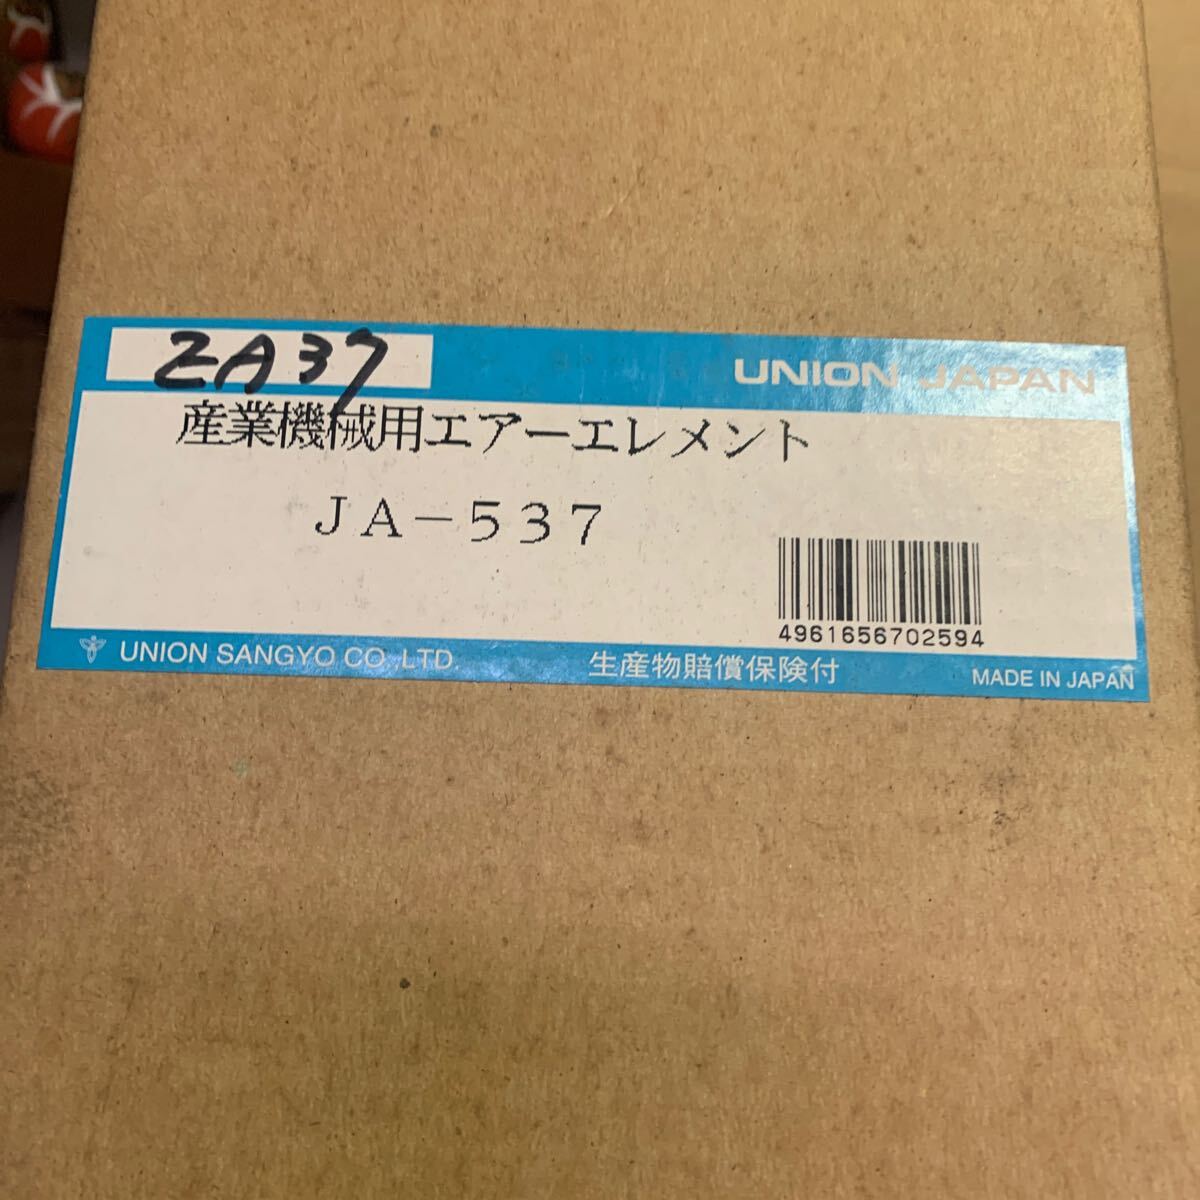 ZA37
UNION JAPAN
産業機械用エアーエレメント
ＪＡ－５３７
4961656702594
UNION SANGYO CO.,LTD.
生産物賠償保険付
MADE IN JAPAN